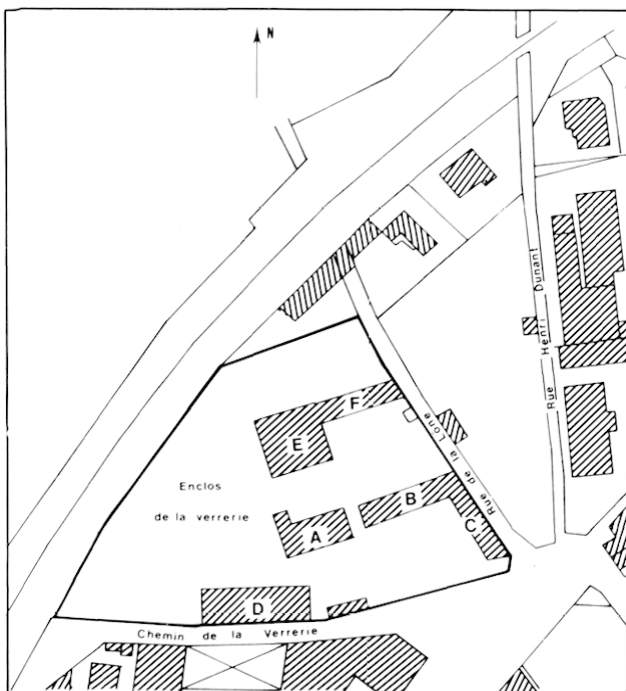 N
Rue Henri Dunant
F
E
Rue de la Lone
Enclos
de la verrerie
B
A
C
D
Chemin de la Verrerie